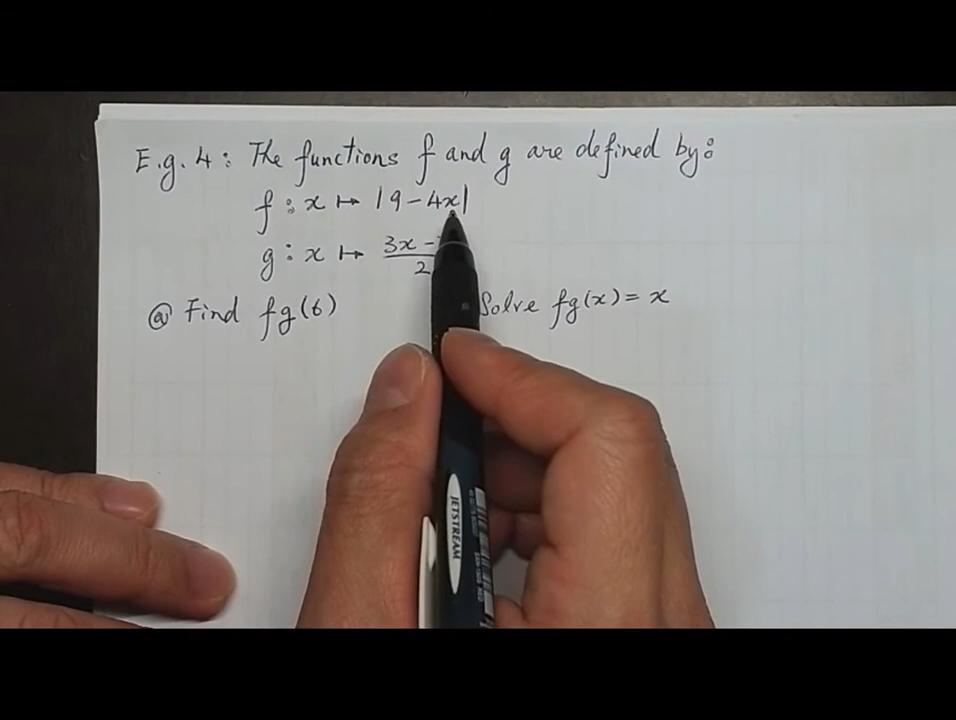 E.g. 4: The functions f and g are defined by:
f : x ↦ |9 - 4x|
g : x ↦ (3x -)/2
ⓐ Find fg(6) Solve fg(x) = x
JETSTREAM